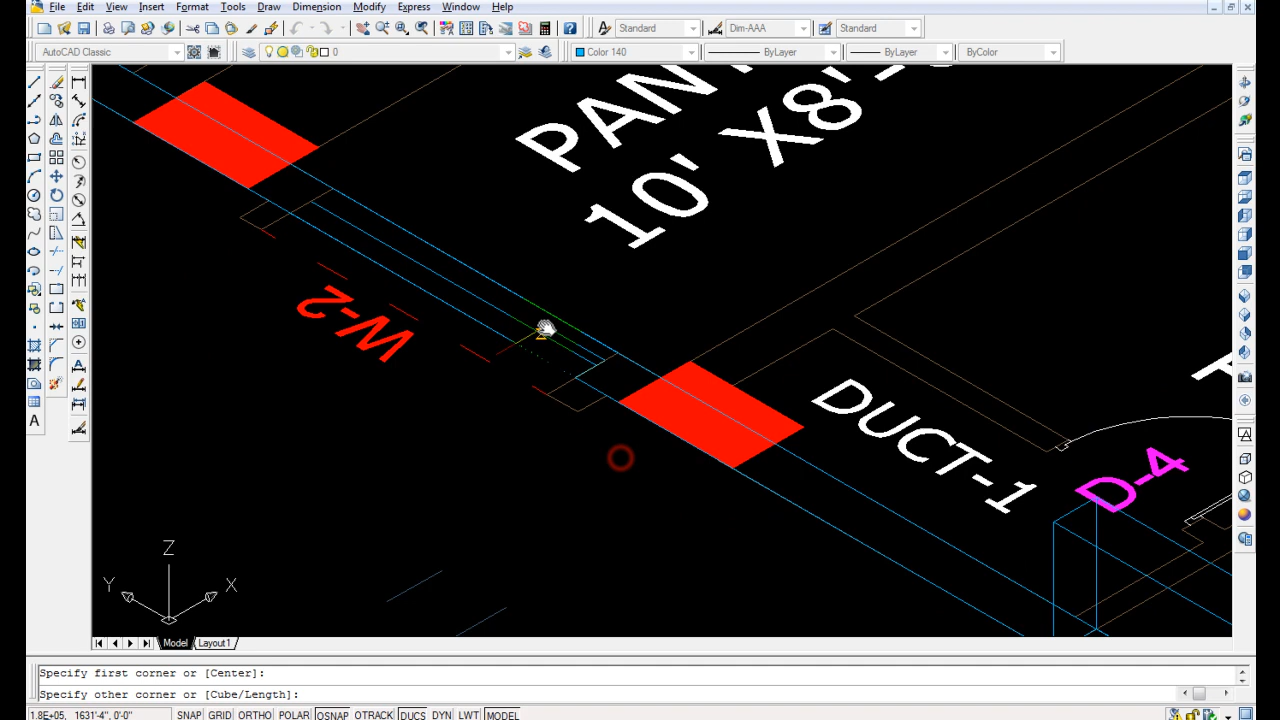 File Edit View Insert Format Tools Draw Dimension Modify Express Window Help
Standard Dim-AAA Standard
AutoCAD Classic 0 Color 140 ByLayer ByLayer ByColor
10' X8'
W-2
DUCT-1
D-4
Z
Y X
Model Layout1
Specify first corner or [Center]:
Specify other corner or [Cube/Length]:
1.8E+05, 1631'-4", 0'-0" SNAP GRID ORTHO POLAR OSNAP OTRACK DUCS DYN LWT MODEL